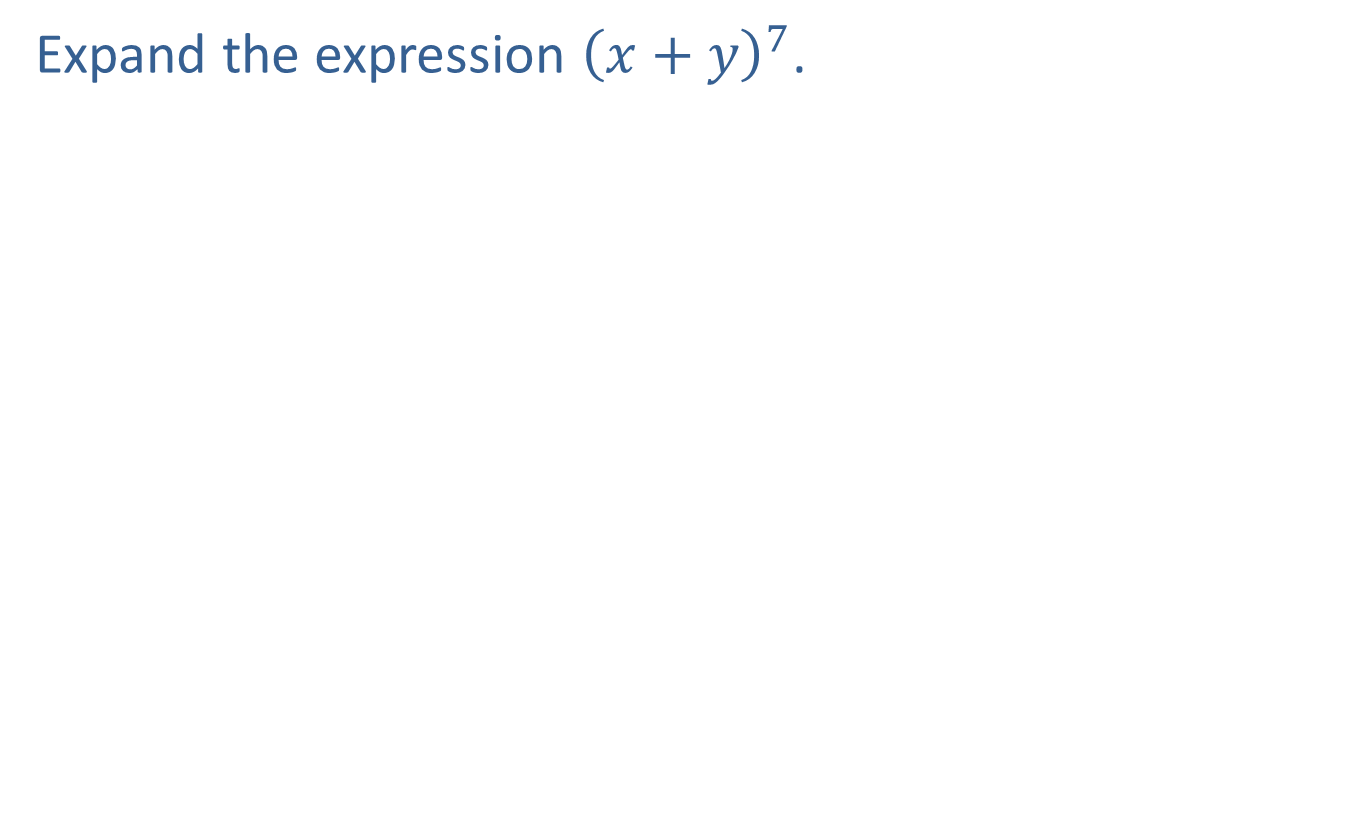 Expand the expression $(x + y)^7$.